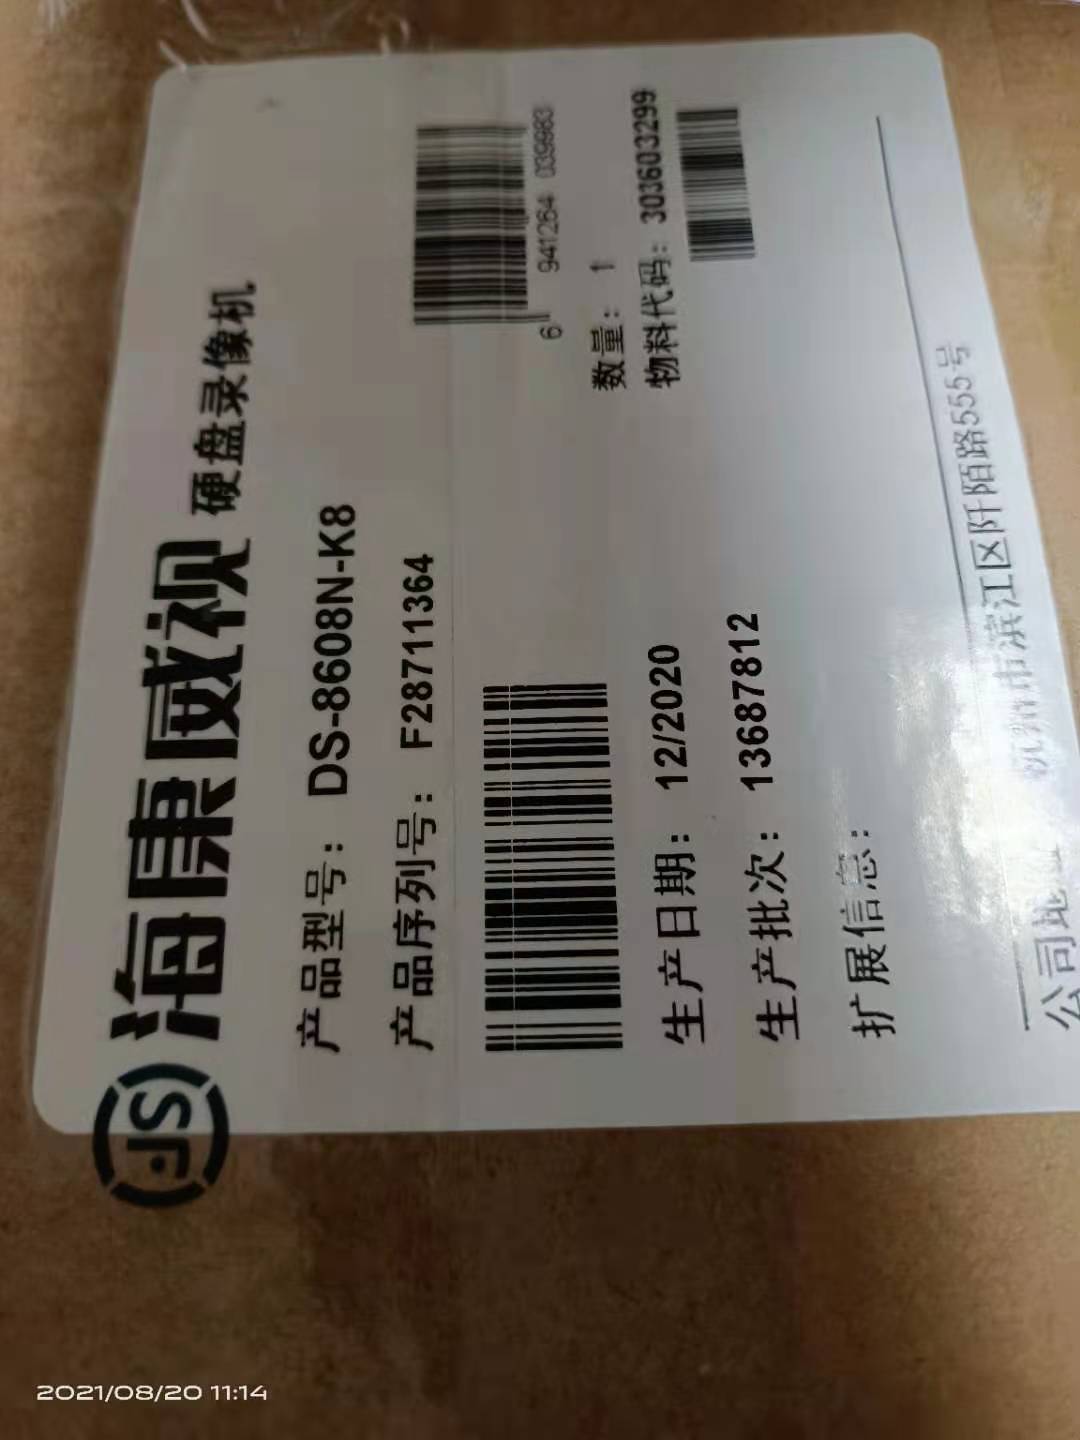 海康威视 硬盘录像机
产品型号: DS-8608N-K8
产品序列号: F28711364
6 941264 039983
数量: 1
物料代码: 303603299
生产日期: 12/2020
生产批次: 13687812
扩展信息:
公司地址 杭州市滨江区阡陌路555号
2021/08/20 11:14